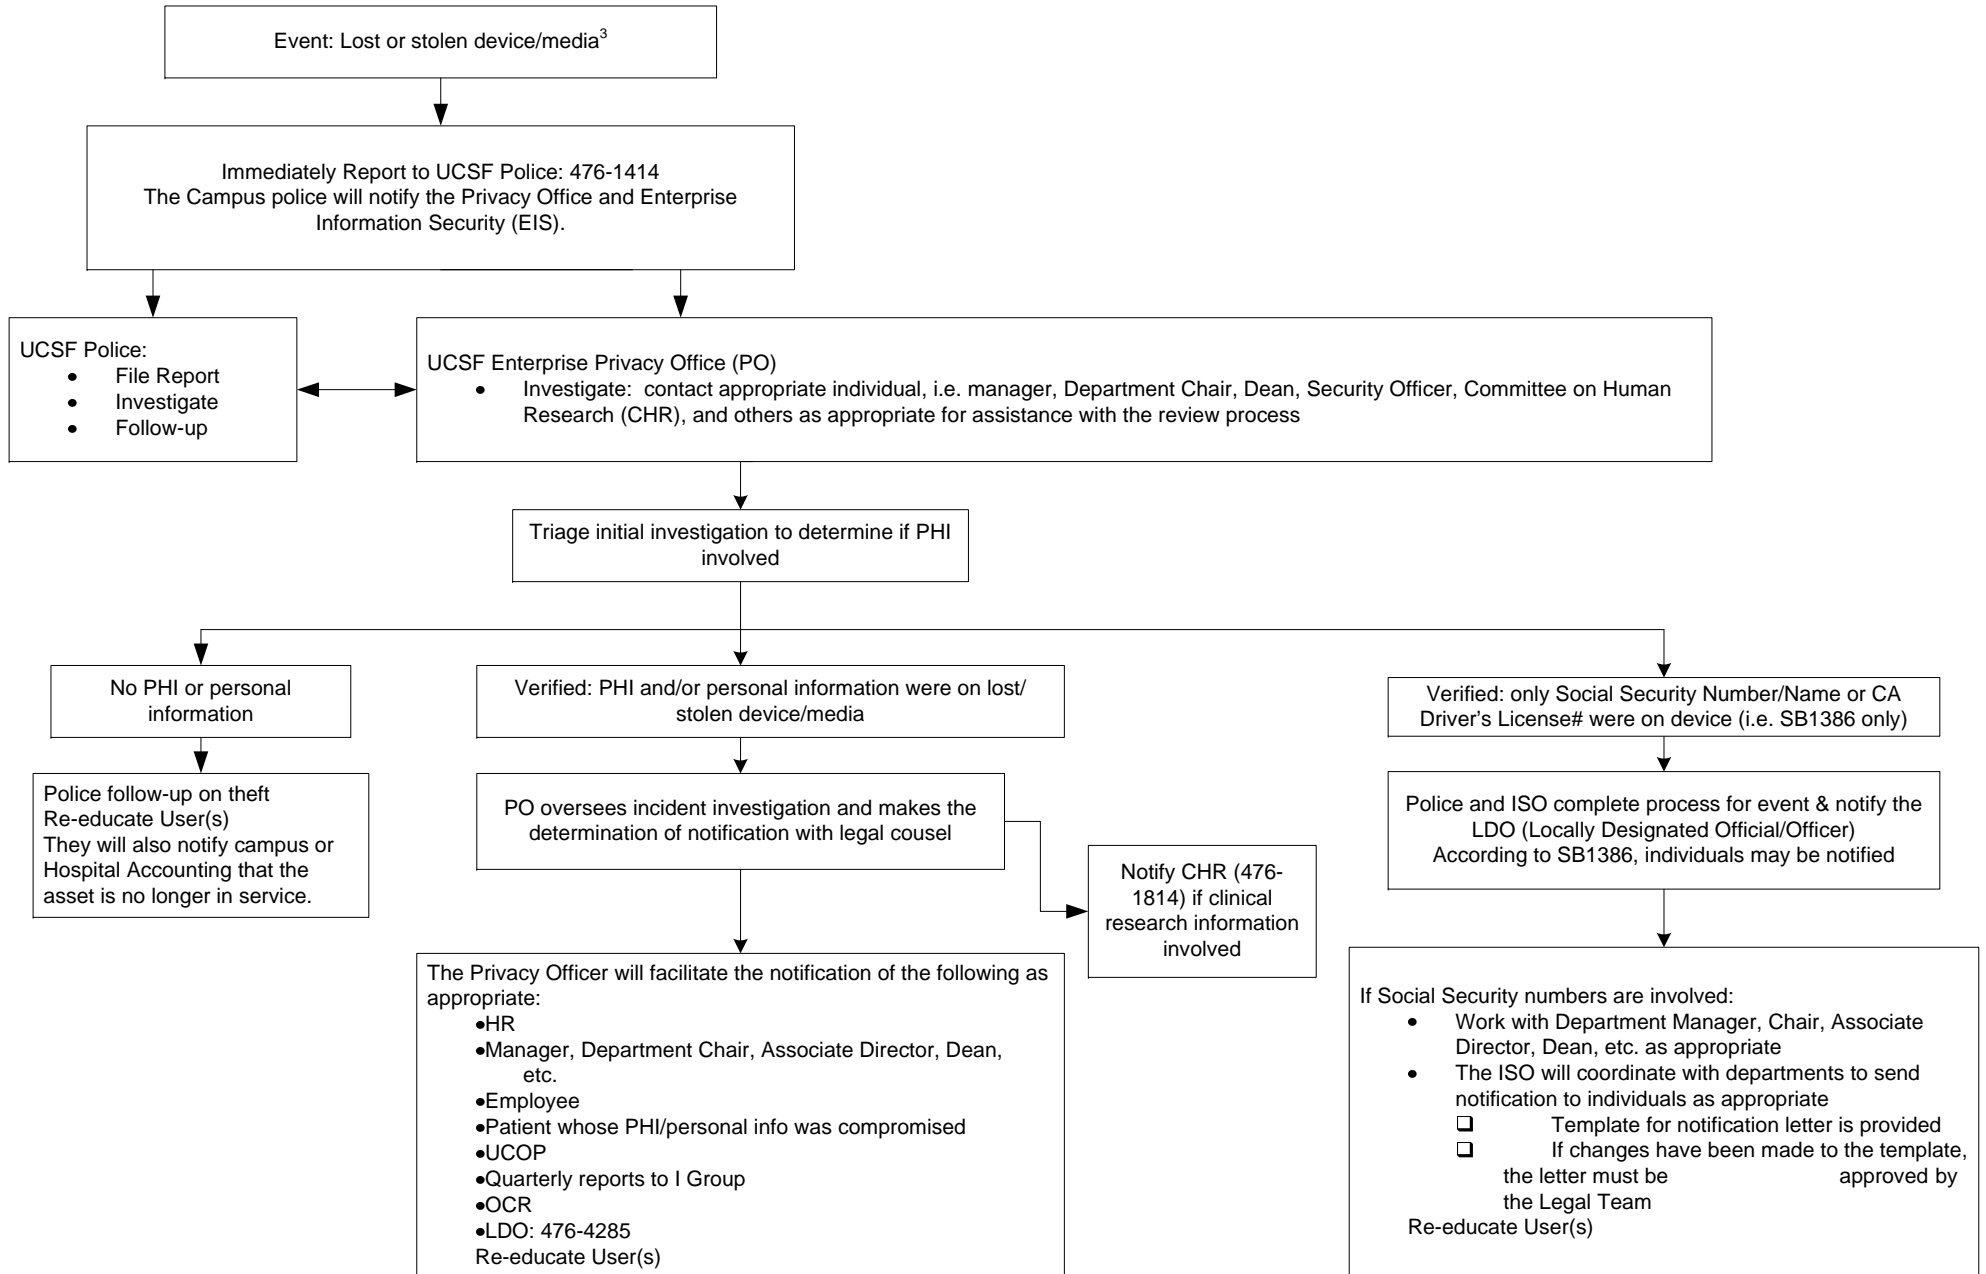 Event: Lost or stolen device/media3
Immediately Report to UCSF Police: 476-1414
The Campus police will notify the Privacy Office and Enterprise
Information Security (EIS).
UCSF Police:
• File Report
• Investigate
• Follow-up
UCSF Enterprise Privacy Office (PO)
• Investigate: contact appropriate individual, i.e. manager, Department Chair, Dean, Security Officer, Committee on Human
Research (CHR), and others as appropriate for assistance with the review process
Triage initial investigation to determine if PHI
involved
No PHI or personal
information
Verified: PHI and/or personal information were on lost/
stolen device/media
Verified: only Social Security Number/Name or CA
Driver's License# were on device (i.e. SB1386 only)
Police follow-up on theft
Re-educate User(s)
They will also notify campus or
Hospital Accounting that the
asset is no longer in service.
PO oversees incident investigation and makes the
determination of notification with legal cousel
Police and ISO complete process for event & notify the
LDO (Locally Designated Official/Officer)
According to SB1386, individuals may be notified
Notify CHR (476-
1814) if clinical
research information
involved
The Privacy Officer will facilitate the notification of the following as
appropriate:
•HR
•Manager, Department Chair, Associate Director, Dean,
etc.
•Employee
•Patient whose PHI/personal info was compromised
•UCOP
•Quarterly reports to I Group
•OCR
•LDO: 476-4285
Re-educate User(s)
If Social Security numbers are involved:
• Work with Department Manager, Chair, Associate
Director, Dean, etc. as appropriate
• The ISO will coordinate with departments to send
notification to individuals as appropriate
❑ Template for notification letter is provided
❑ If changes have been made to the template,
the letter must be approved by
the Legal Team
Re-educate User(s)